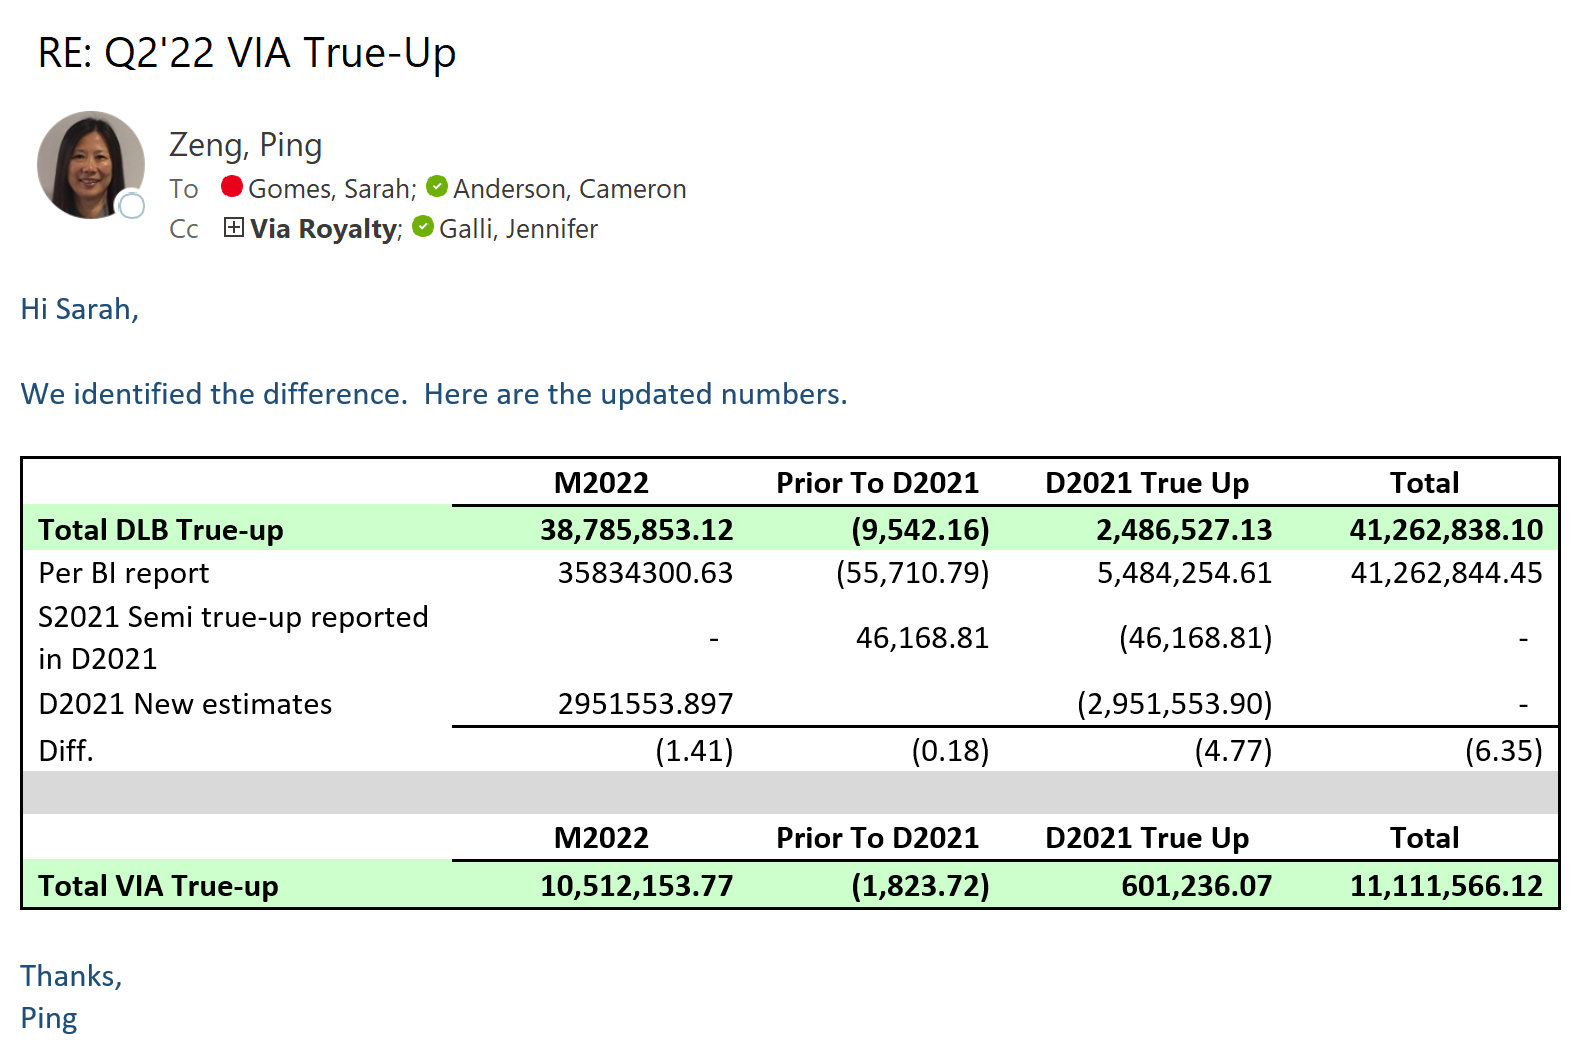 RE: Q2'22 VIA True-Up
Zeng, Ping
To Gomes, Sarah; Anderson, Cameron
Cc Via Royalty; Galli, Jennifer
Hi Sarah,
We identified the difference.  Here are the updated numbers.
M2022 Prior To D2021 D2021 True Up Total
Total DLB True-up 38,785,853.12 (9,542.16) 2,486,527.13 41,262,838.10
Per BI report 35834300.63 (55,710.79) 5,484,254.61 41,262,844.45
S2021 Semi true-up reported
in D2021 - 46,168.81 (46,168.81) -
D2021 New estimates 2951553.897 (2,951,553.90) -
Diff. (1.41) (0.18) (4.77) (6.35)
M2022 Prior To D2021 D2021 True Up Total
Total VIA True-up 10,512,153.77 (1,823.72) 601,236.07 11,111,566.12
Thanks,
Ping